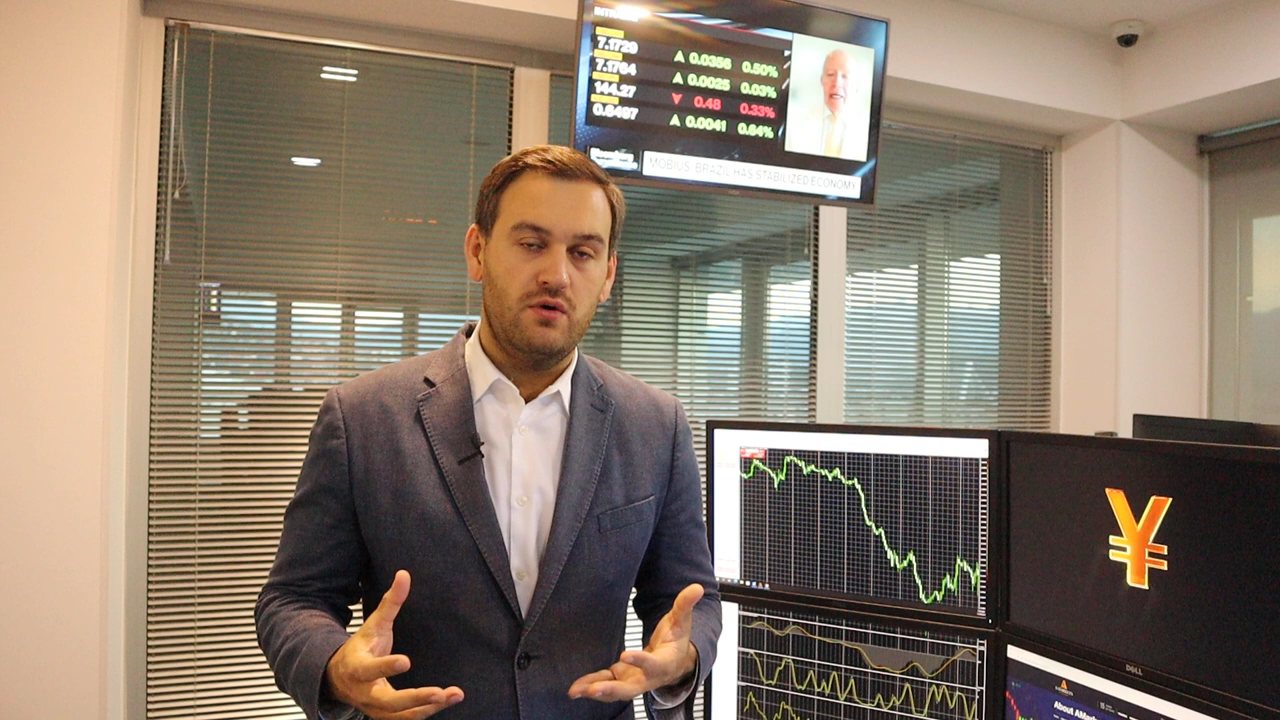 7.1729 ▲ 0.0356 0.50%
7.1764 ▲ 0.0025 0.03%
144.27 ▼ 0.48 0.33%
0.6497 ▲ 0.0041 0.64%
MOBIUS: BRAZIL HAS STABILIZED ECONOMY
¥
DELL
About